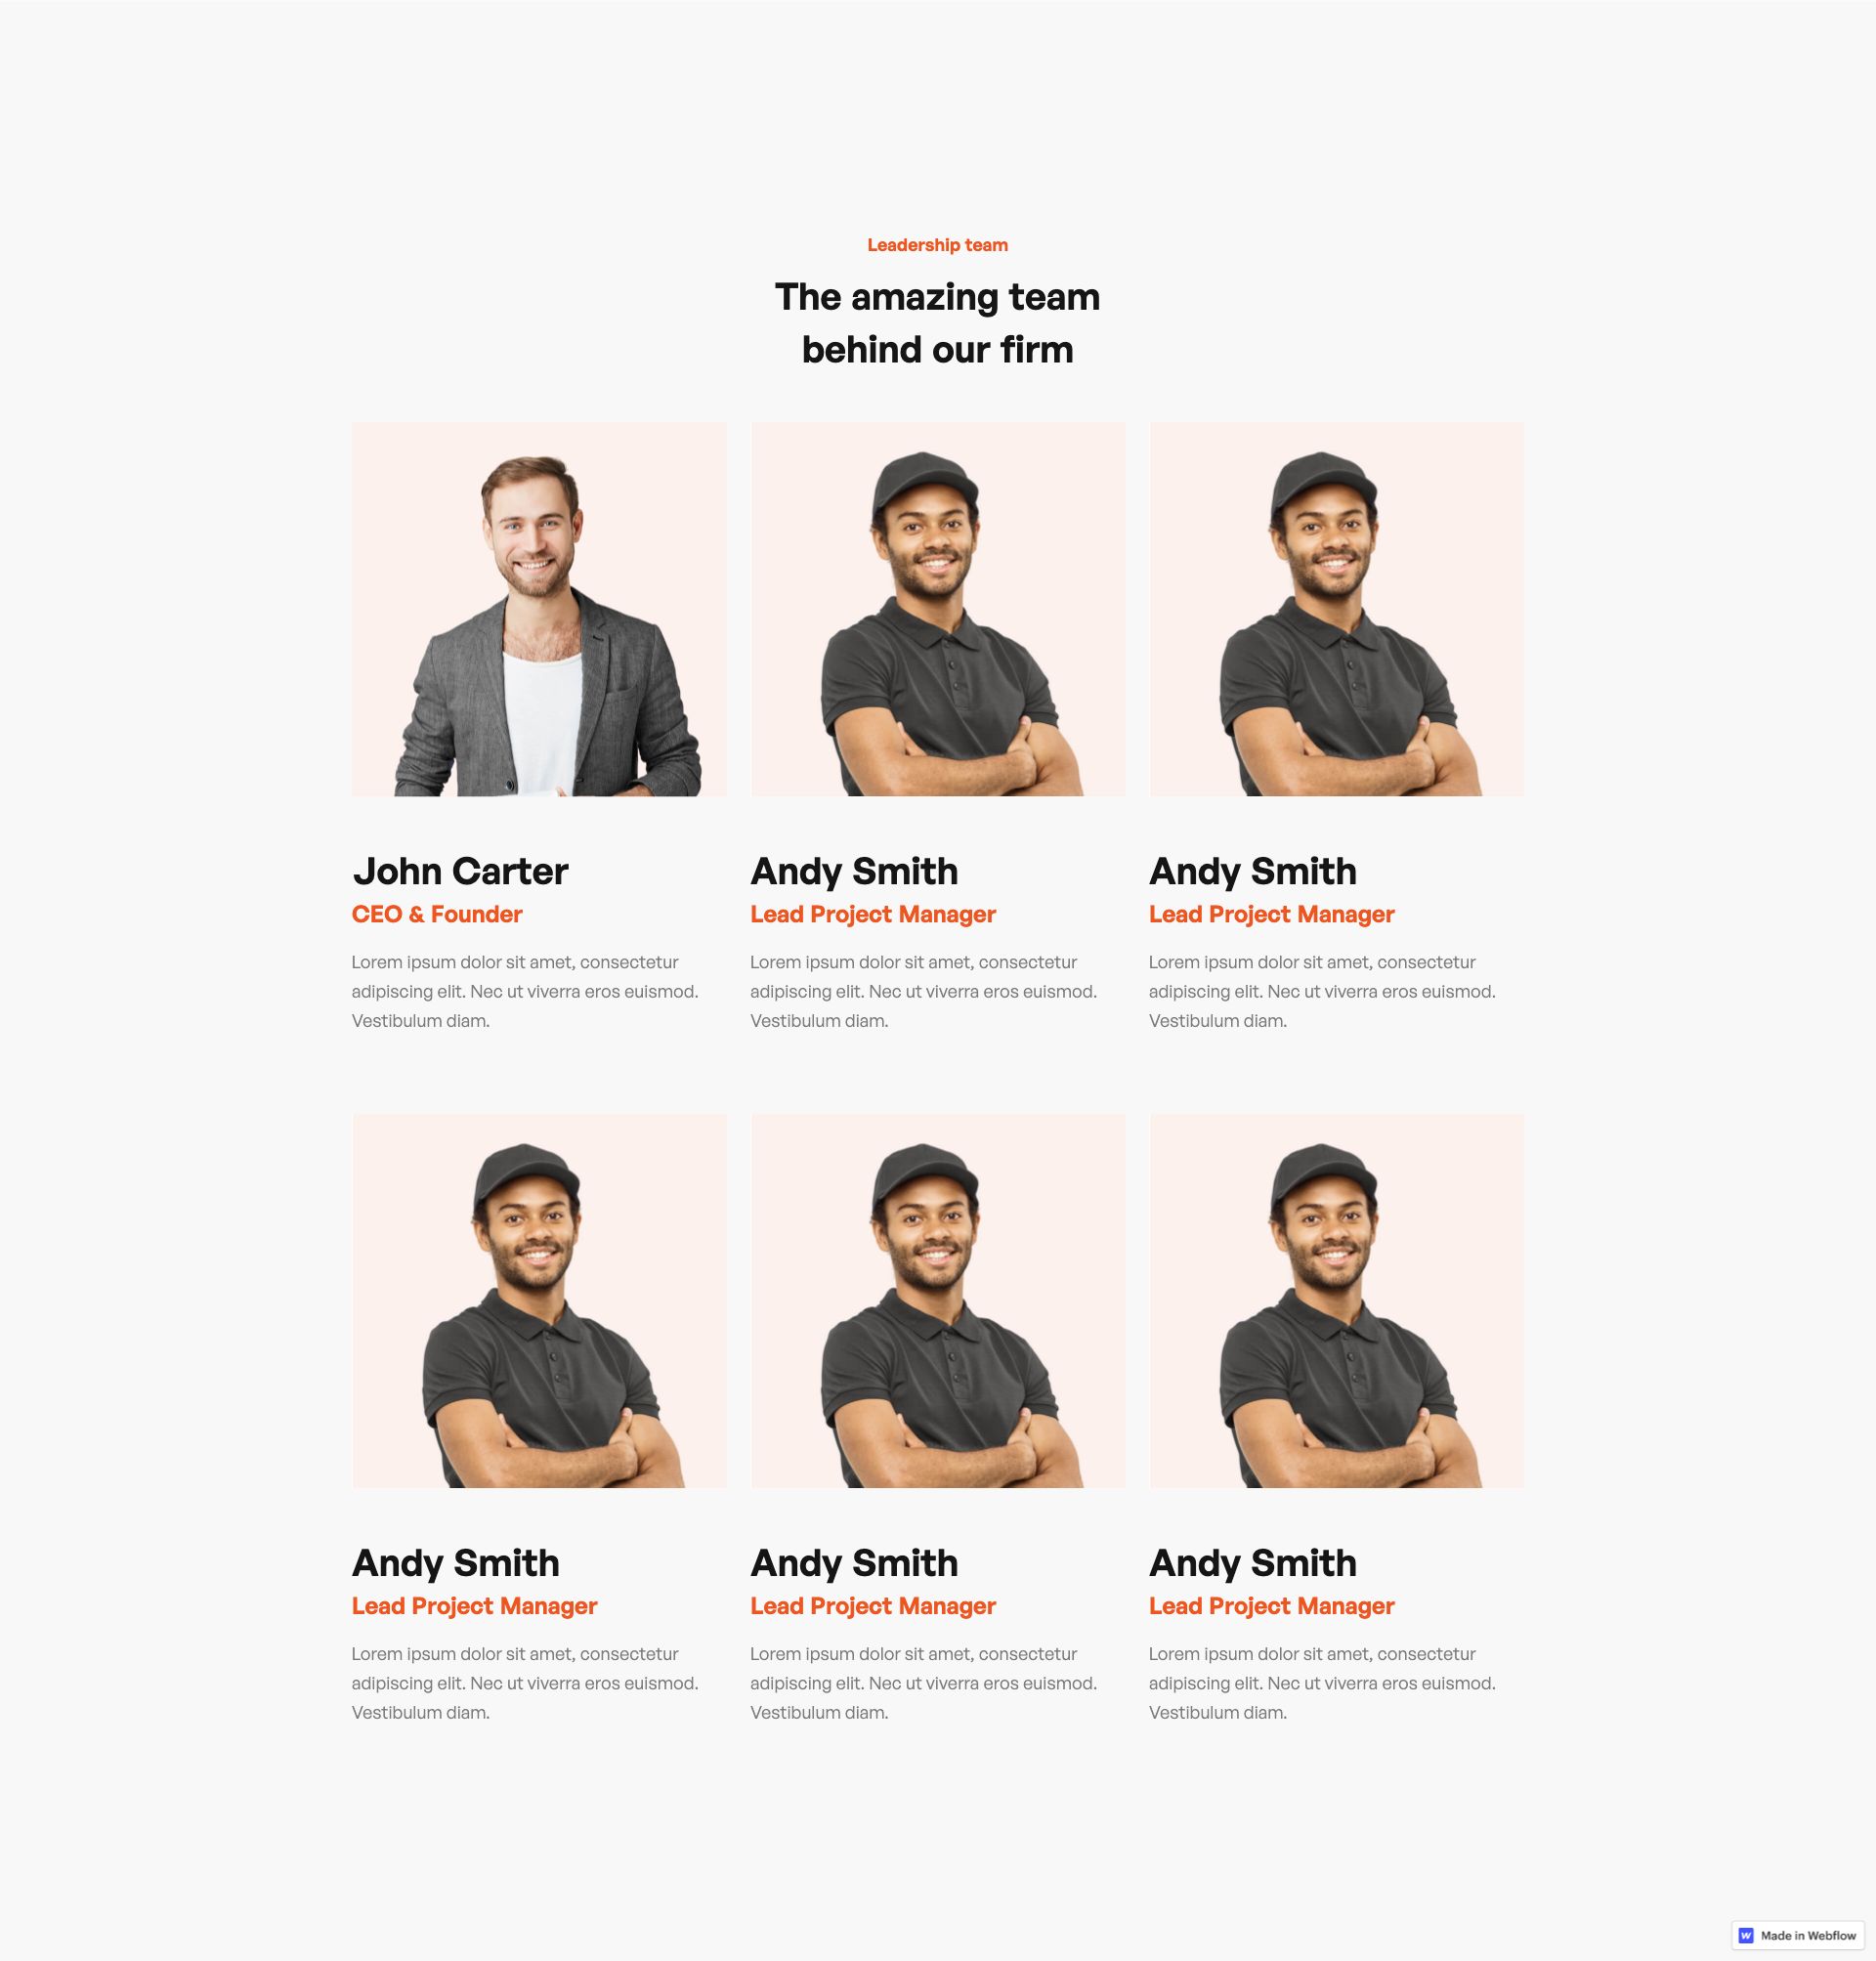 Leadership team
The amazing team
behind our firm
John Carter
CEO & Founder
Lorem ipsum dolor sit amet, consectetur
adipiscing elit. Nec ut viverra eros euismod.
Vestibulum diam.
Andy Smith
Lead Project Manager
Lorem ipsum dolor sit amet, consectetur
adipiscing elit. Nec ut viverra eros euismod.
Vestibulum diam.
Andy Smith
Lead Project Manager
Lorem ipsum dolor sit amet, consectetur
adipiscing elit. Nec ut viverra eros euismod.
Vestibulum diam.
Andy Smith
Lead Project Manager
Lorem ipsum dolor sit amet, consectetur
adipiscing elit. Nec ut viverra eros euismod.
Vestibulum diam.
Andy Smith
Lead Project Manager
Lorem ipsum dolor sit amet, consectetur
adipiscing elit. Nec ut viverra eros euismod.
Vestibulum diam.
Andy Smith
Lead Project Manager
Lorem ipsum dolor sit amet, consectetur
adipiscing elit. Nec ut viverra eros euismod.
Vestibulum diam.
W Made in Webflow